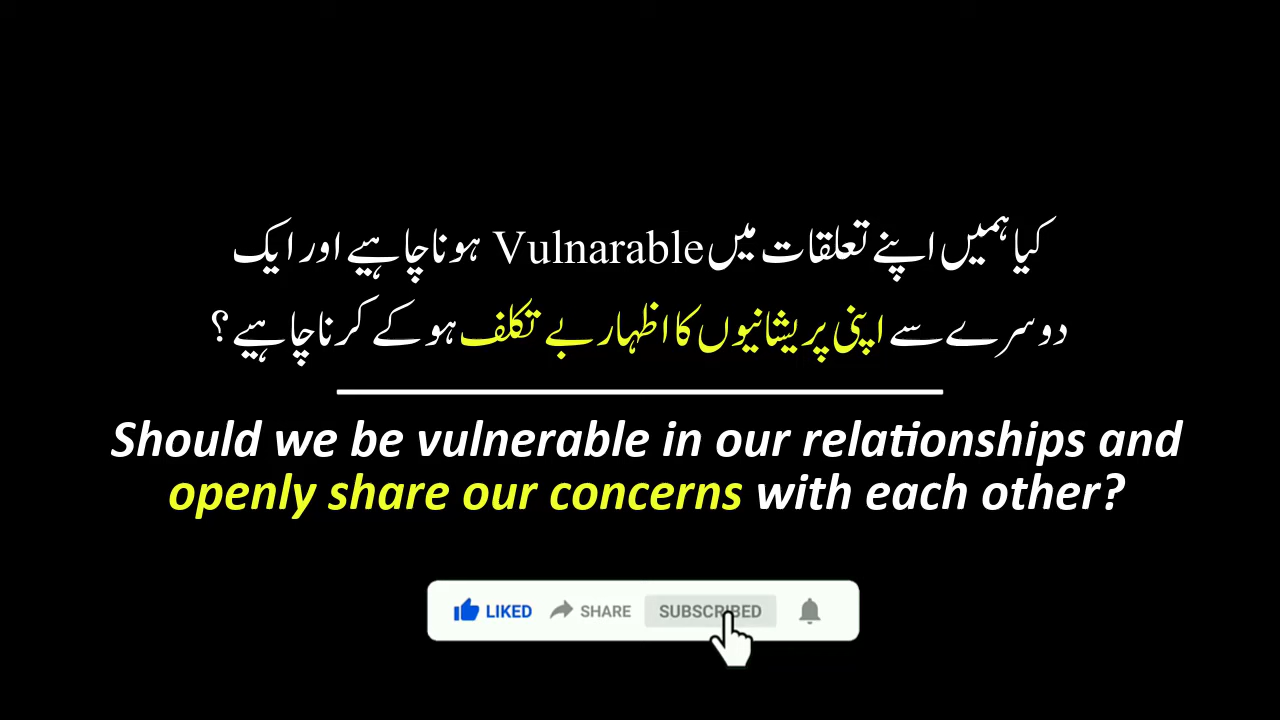 کیا ہمیں اپنے تعلقات میں Vulnarable ہونا چاہیے اور ایک
دوسرے سے اپنی پریشانیوں کا اظہار بے تکلف ہو کے کرنا چاہیے ؟
Should we be vulnerable in our relationships and
openly share our concerns with each other?
LIKED SHARE SUBSCRIBED